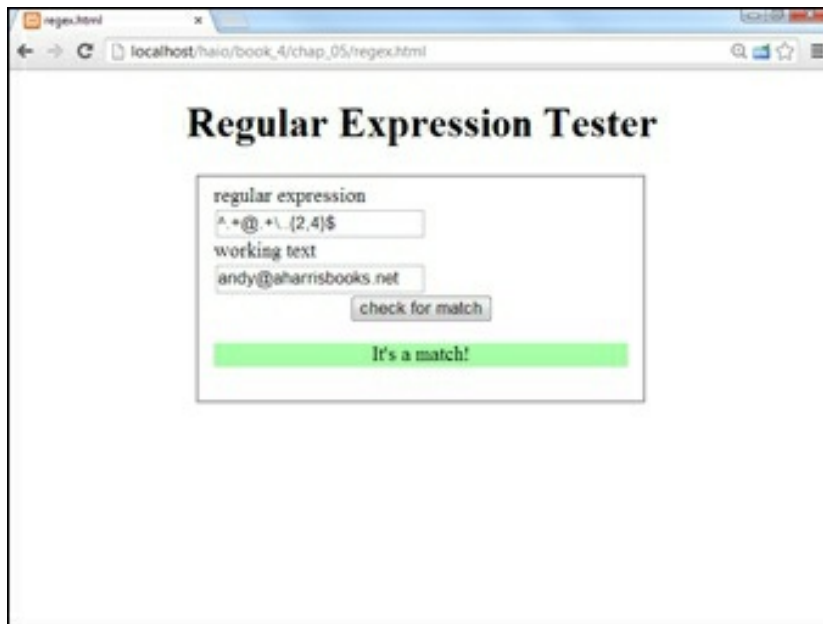 regex.html
localhost/haio/book_4/chap_05/regex.html
Regular Expression Tester
regular expression
^.+@.+\..{2,4}$
working text
andy@aharrisbooks.net
check for match
It's a match!